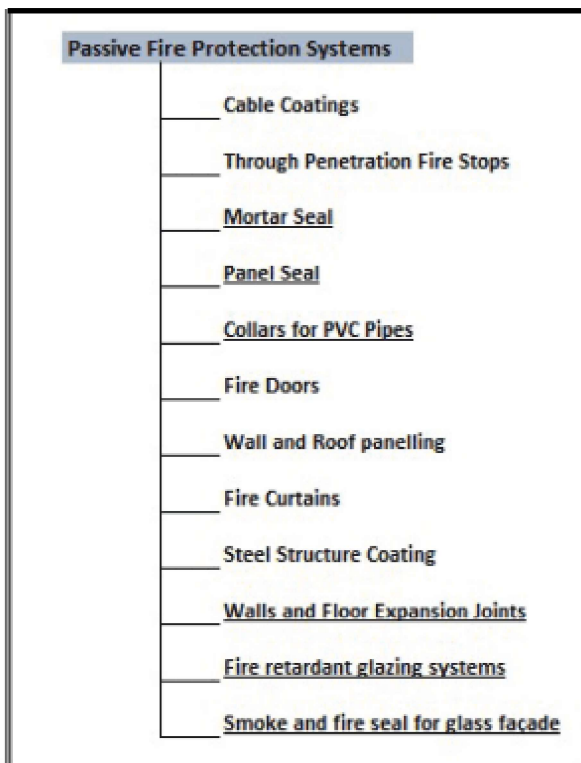 Passive Fire Protection Systems
Cable Coatings
Through Penetration Fire Stops
Mortar Seal
Panel Seal
Collars for PVC Pipes
Fire Doors
Wall and Roof panelling
Fire Curtains
Steel Structure Coating
Walls and Floor Expansion Joints
Fire retardant glazing systems
Smoke and fire seal for glass façade